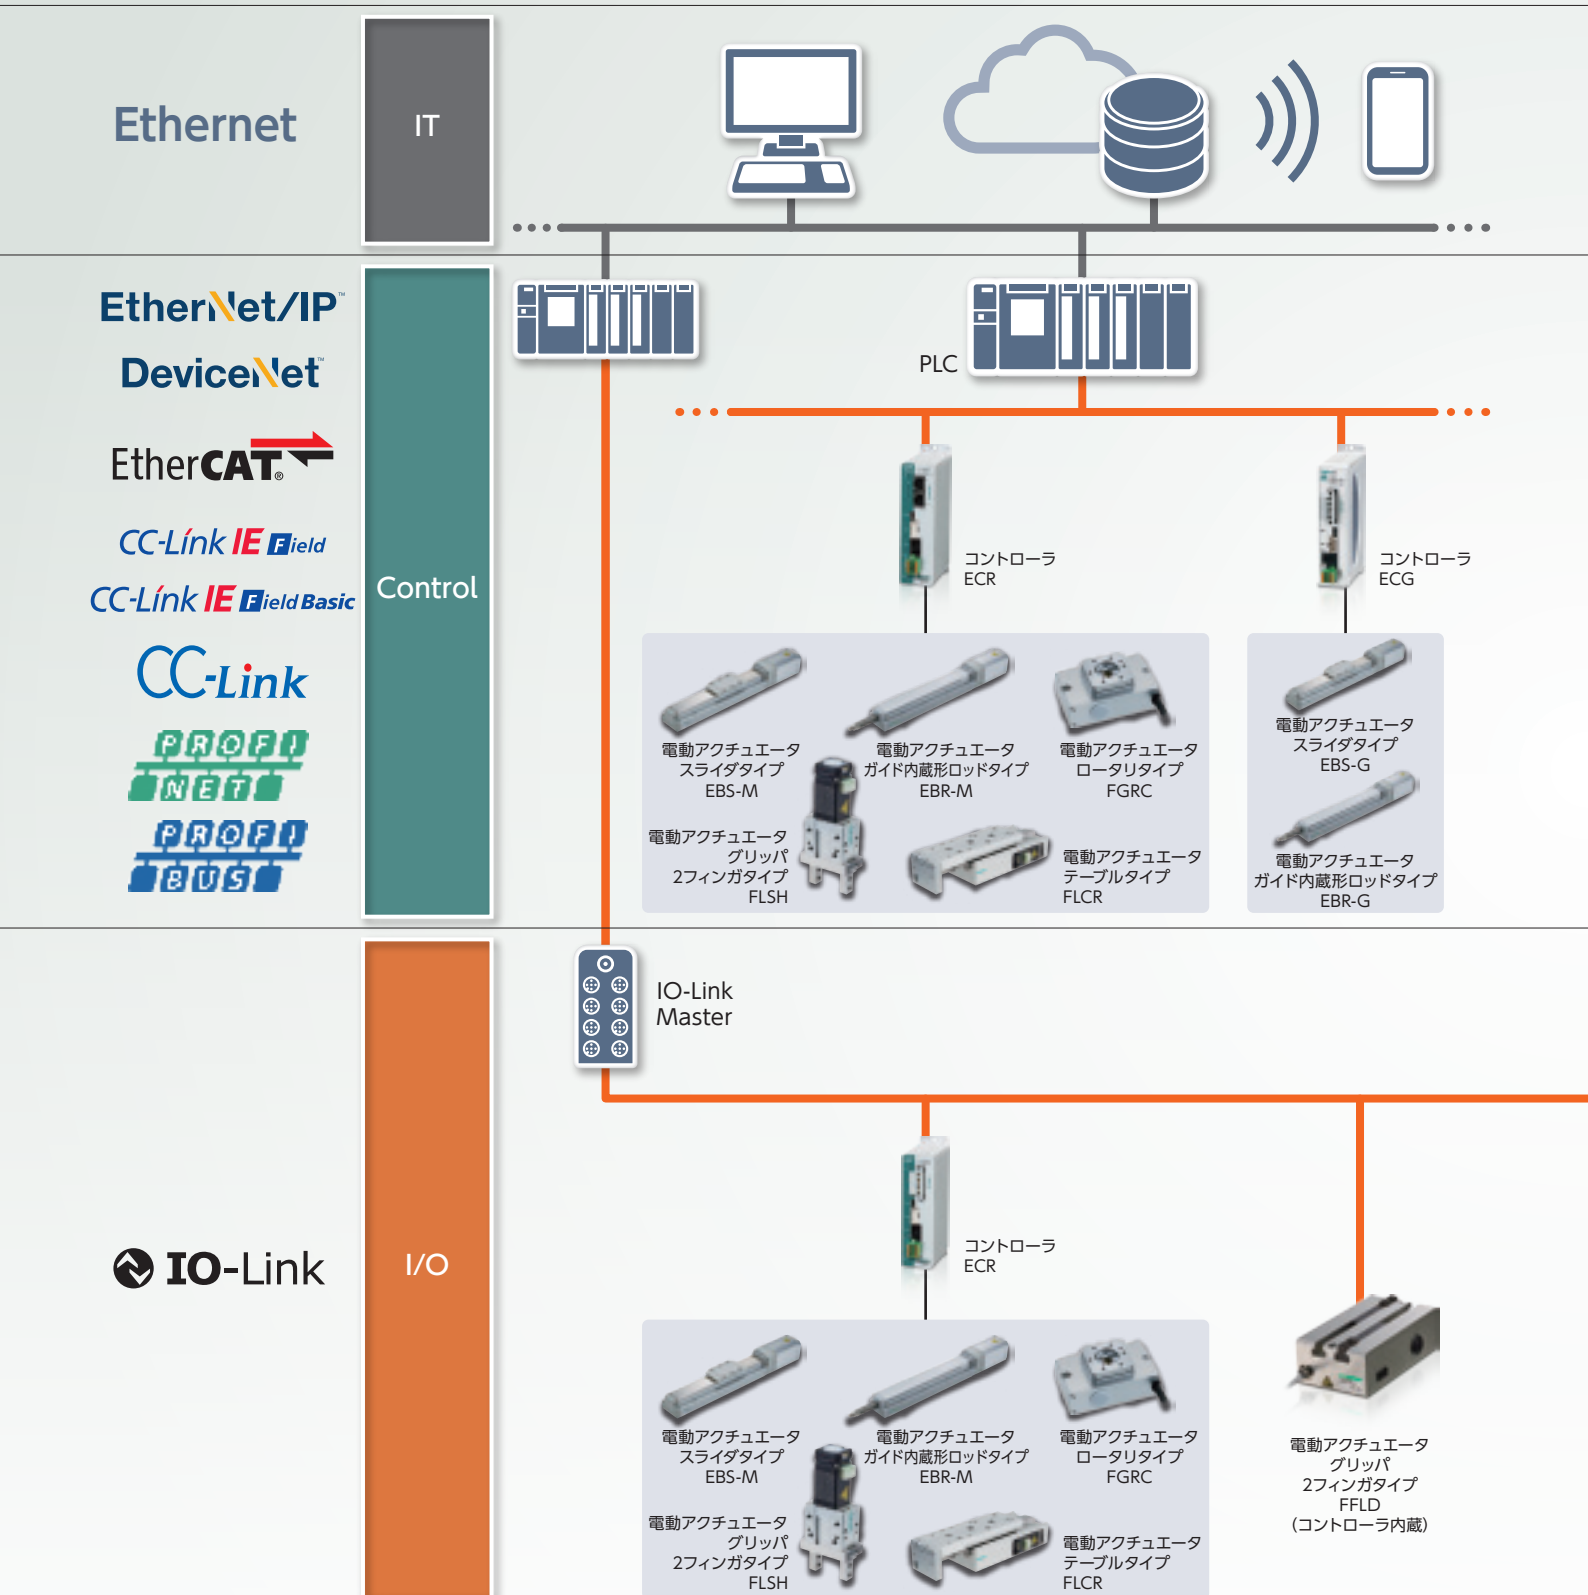 Ethernet
IT
EtherNet/IP™
DeviceNet™
EtherCAT®
CC-Link IE Field
CC-Link IE Field Basic
CC-Link
PROFI
NET
PROFI
BUS
Control
PLC
コントローラ
ECR
コントローラ
ECG
電動アクチュエータ
スライダタイプ
EBS-M
電動アクチュエータ
ガイド内蔵形ロッドタイプ
EBR-M
電動アクチュエータ
ロータリタイプ
FGRC
電動アクチュエータ
グリッパ
2フィンガタイプ
FLSH
電動アクチュエータ
テーブルタイプ
FLCR
電動アクチュエータ
スライダタイプ
EBS-G
電動アクチュエータ
ガイド内蔵形ロッドタイプ
EBR-G
IO-Link
I/O
IO-Link
Master
コントローラ
ECR
電動アクチュエータ
スライダタイプ
EBS-M
電動アクチュエータ
ガイド内蔵形ロッドタイプ
EBR-M
電動アクチュエータ
ロータリタイプ
FGRC
電動アクチュエータ
グリッパ
2フィンガタイプ
FLSH
電動アクチュエータ
テーブルタイプ
FLCR
電動アクチュエータ
グリッパ
2フィンガタイプ
FFLD
(コントローラ内蔵)